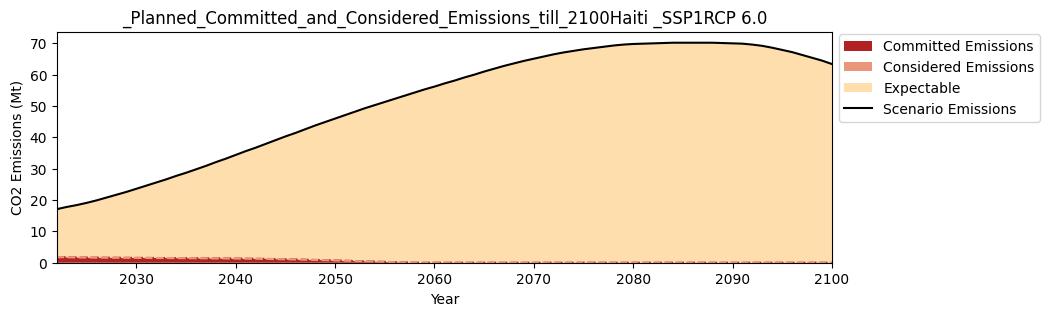 _Planned_Committed_and_Considered_Emissions_till_2100Haiti _SSP1RCP 6.0
70
60
50
40
30
20
10
0
CO2 Emissions (Mt)
2030 2040 2050 2060 2070 2080 2090 2100
Year
Committed Emissions
Considered Emissions
Expectable
Scenario Emissions